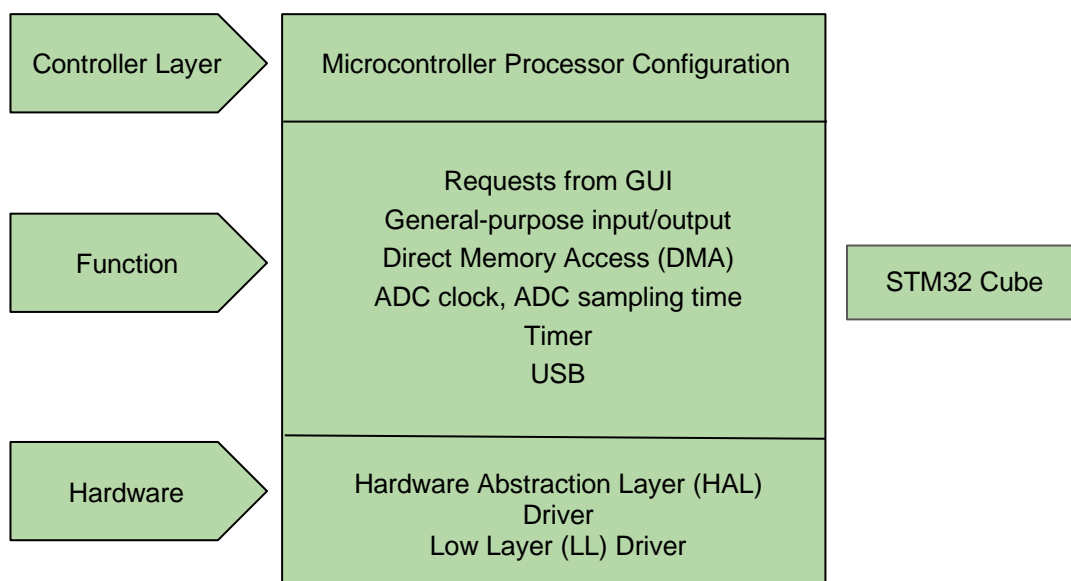 Controller Layer
Microcontroller Processor Configuration
Function
Requests from GUI
General-purpose input/output
Direct Memory Access (DMA)
ADC clock, ADC sampling time
Timer
USB
STM32 Cube
Hardware
Hardware Abstraction Layer (HAL)
Driver
Low Layer (LL) Driver